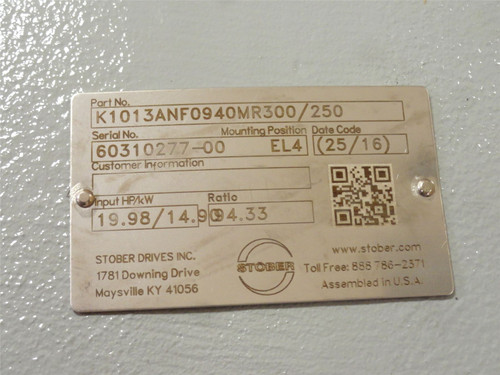 Part No.
K1013ANF0940MR300/250
Serial No. Mounting Position Date Code
60310277-00 EL4 (25/16)
Customer Information
Input HP/kW Ratio
19.98/14.90 94.33
STOBER DRIVES INC.
1781 Downing Drive
Maysville KY 41056
STOBER
www.stober.com
Toll Free: 888 786-2371
Assembled in U.S.A.